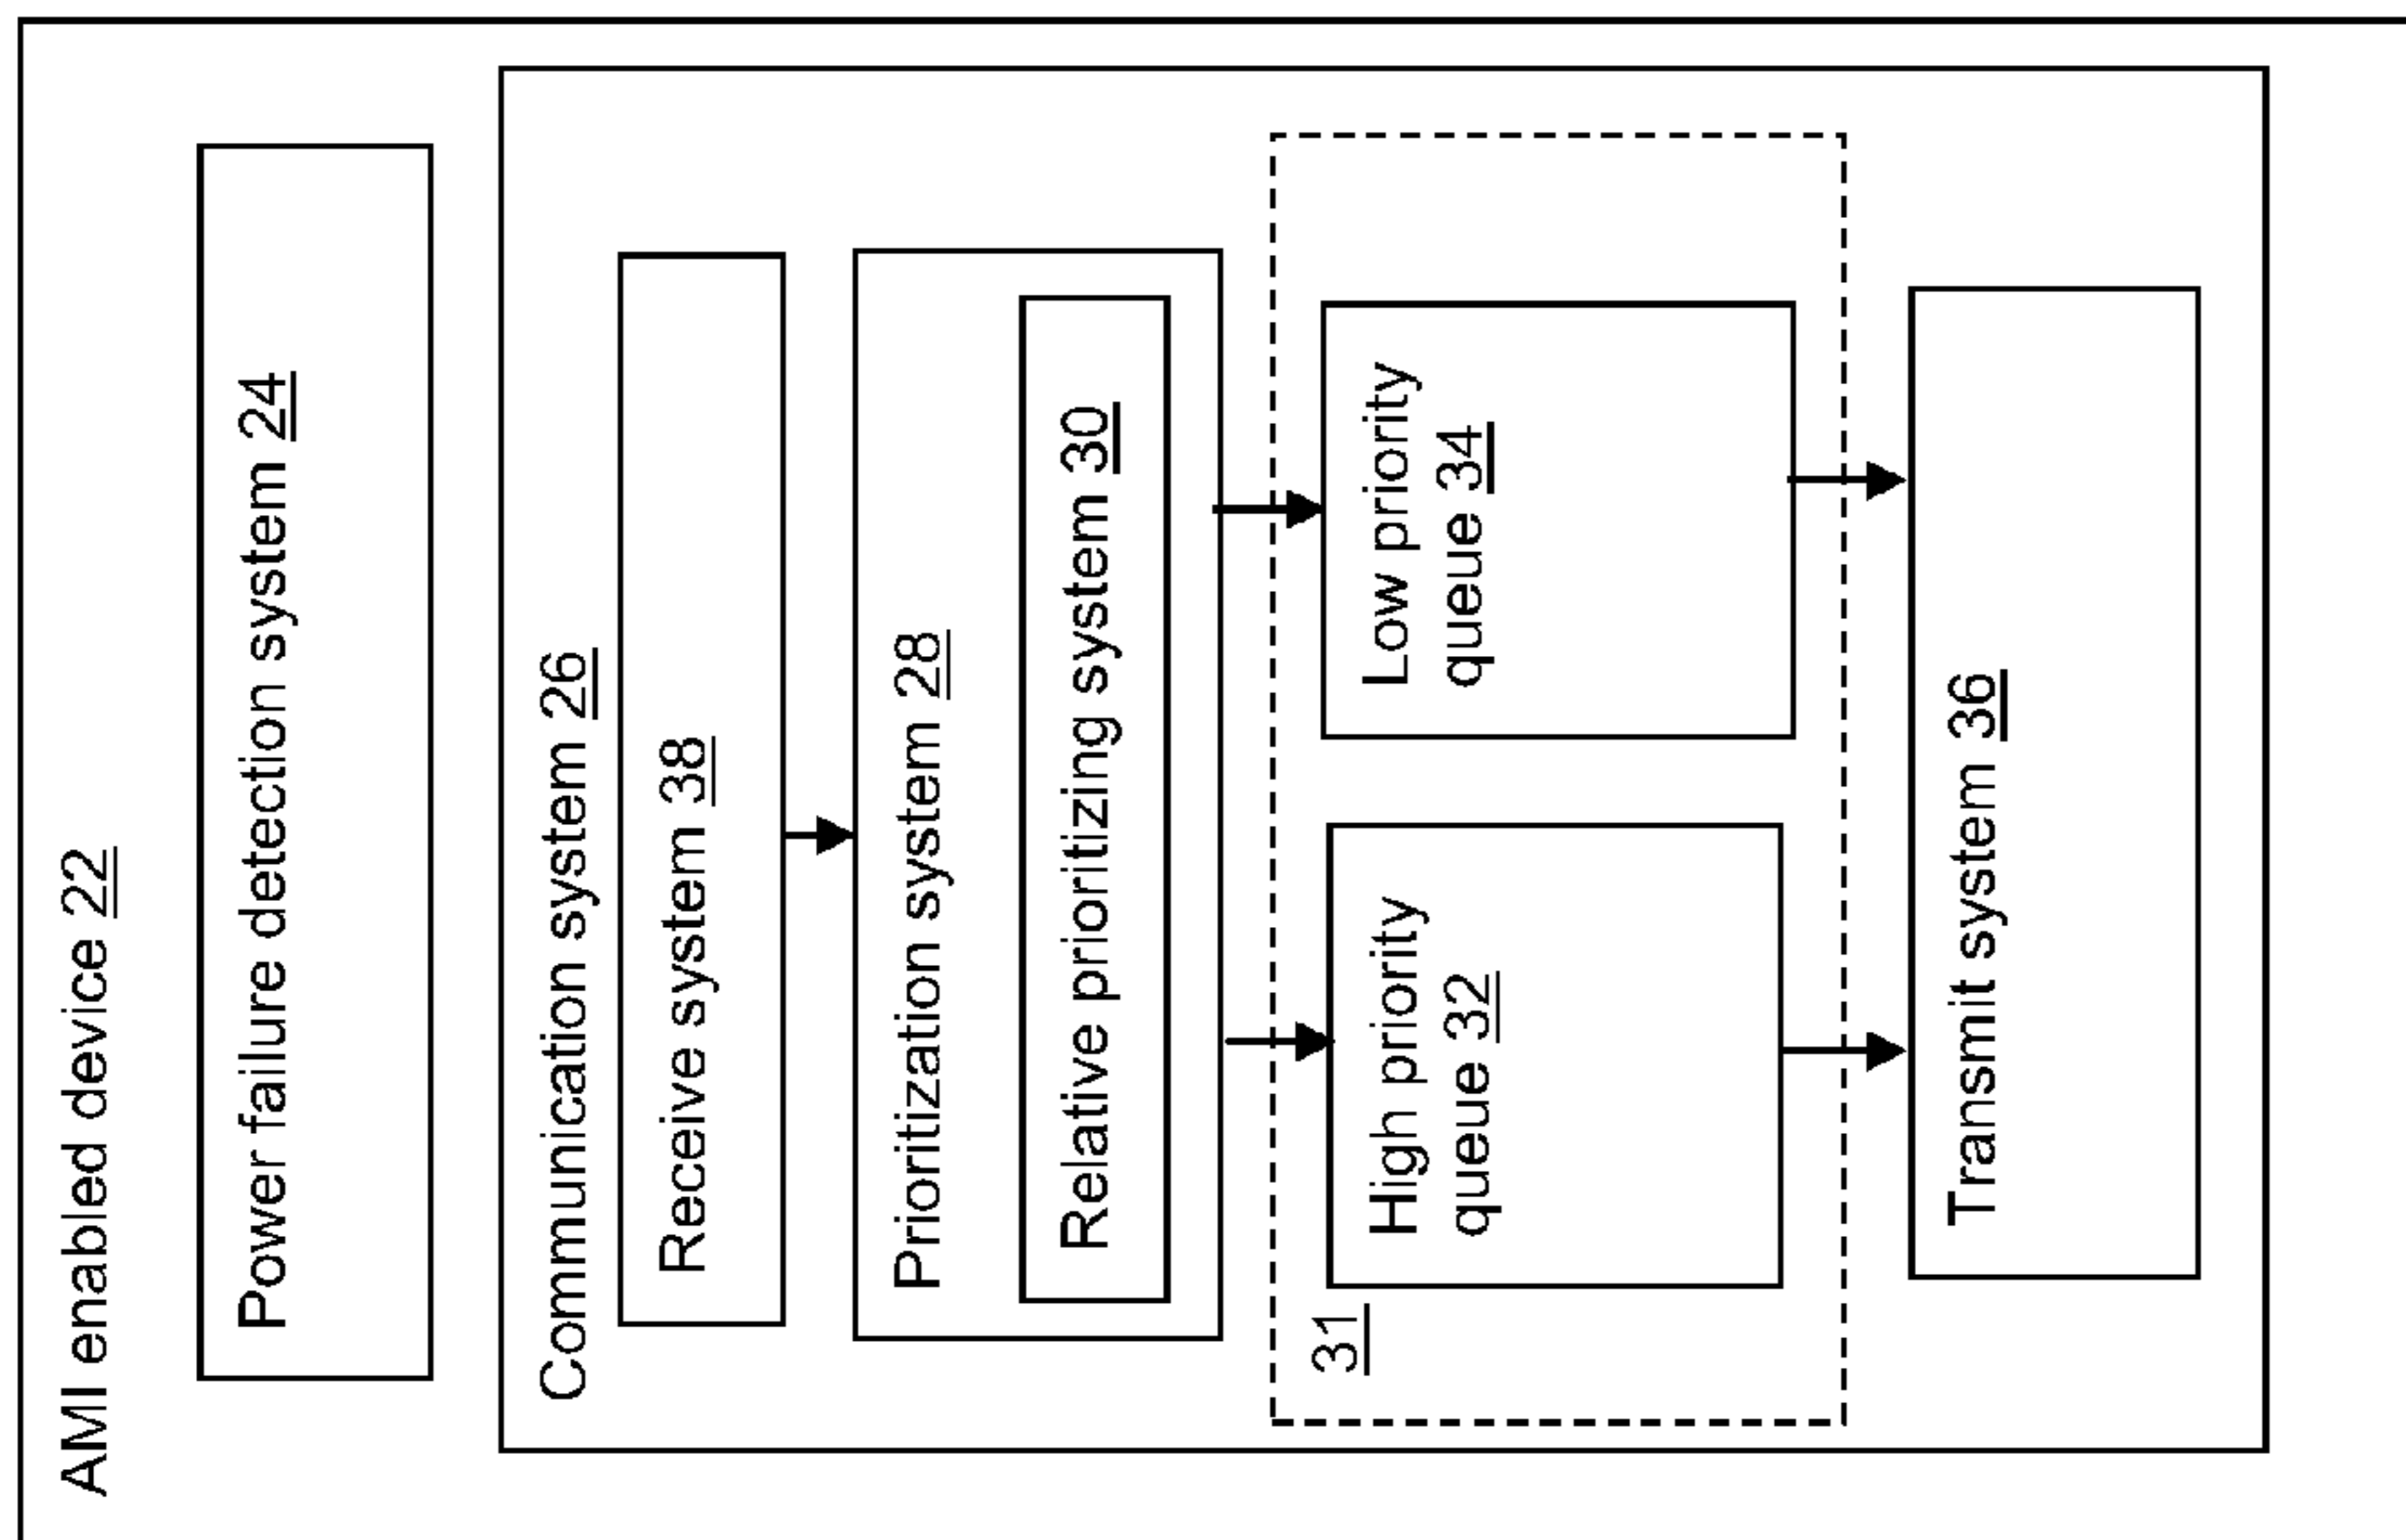 AMI enabled device 22
Power failure detection system 24
Communication system 26
Receive system 38
Prioritization system 28
Relative prioritizing system 30
31
High priority
queue 32
Low priority
queue 34
Transmit system 36